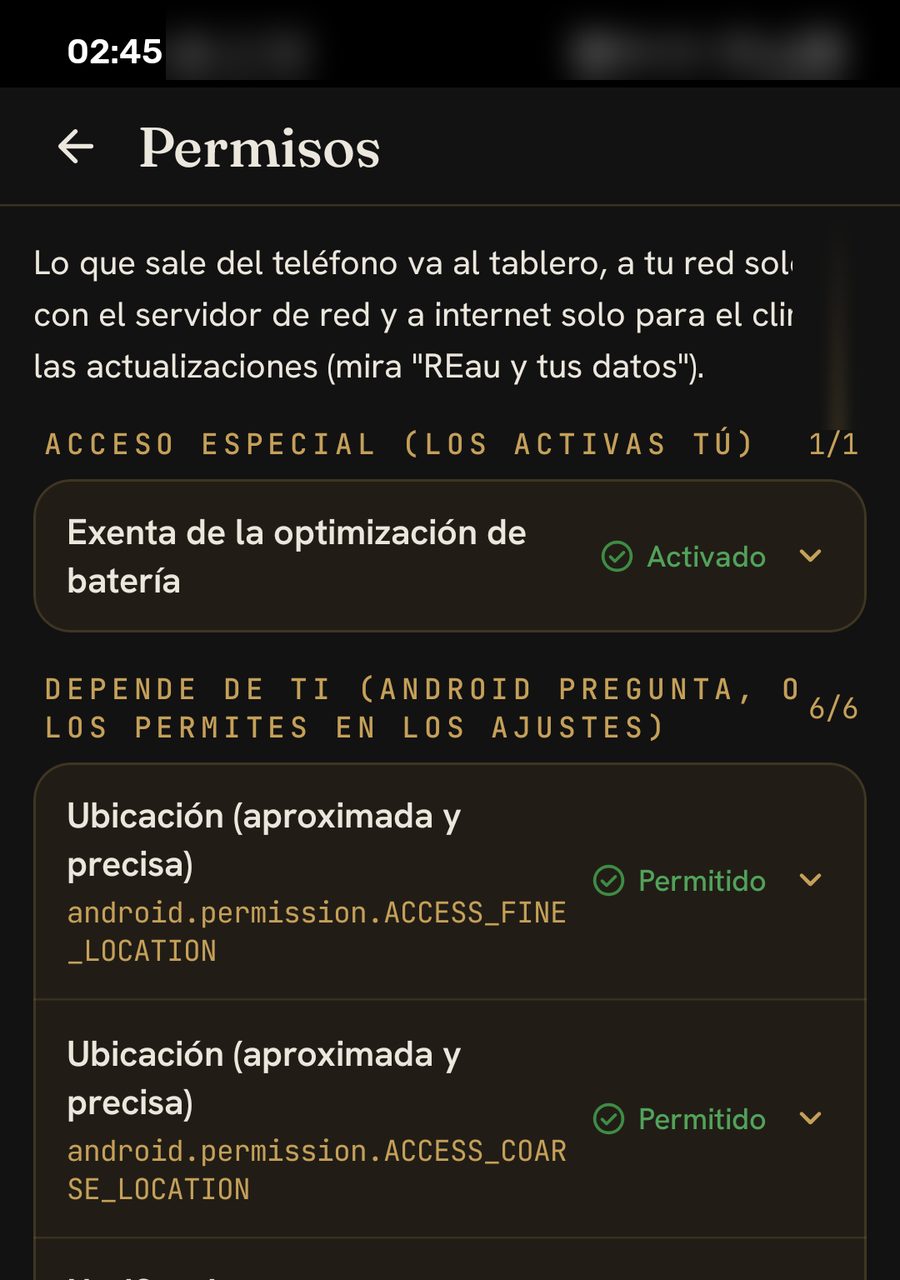 02:45
Permisos
Lo que sale del teléfono va al tablero, a tu red
con el servidor de red y a internet solo para el
las actualizaciones (mira "REau y tus datos").
ACCESO ESPECIAL (LOS ACTIVAS TÚ) 1/1
Exenta de la optimización de
batería
Activado
DEPENDE DE TI (ANDROID PREGUNTA, O
LOS PERMITES EN LOS AJUSTES)
6/6
Ubicación (aproximada y
precisa)
android.permission.ACCESS_FINE
_LOCATION
Permitido
Ubicación (aproximada y
precisa)
android.permission.ACCESS_COAR
SE_LOCATION
Permitido